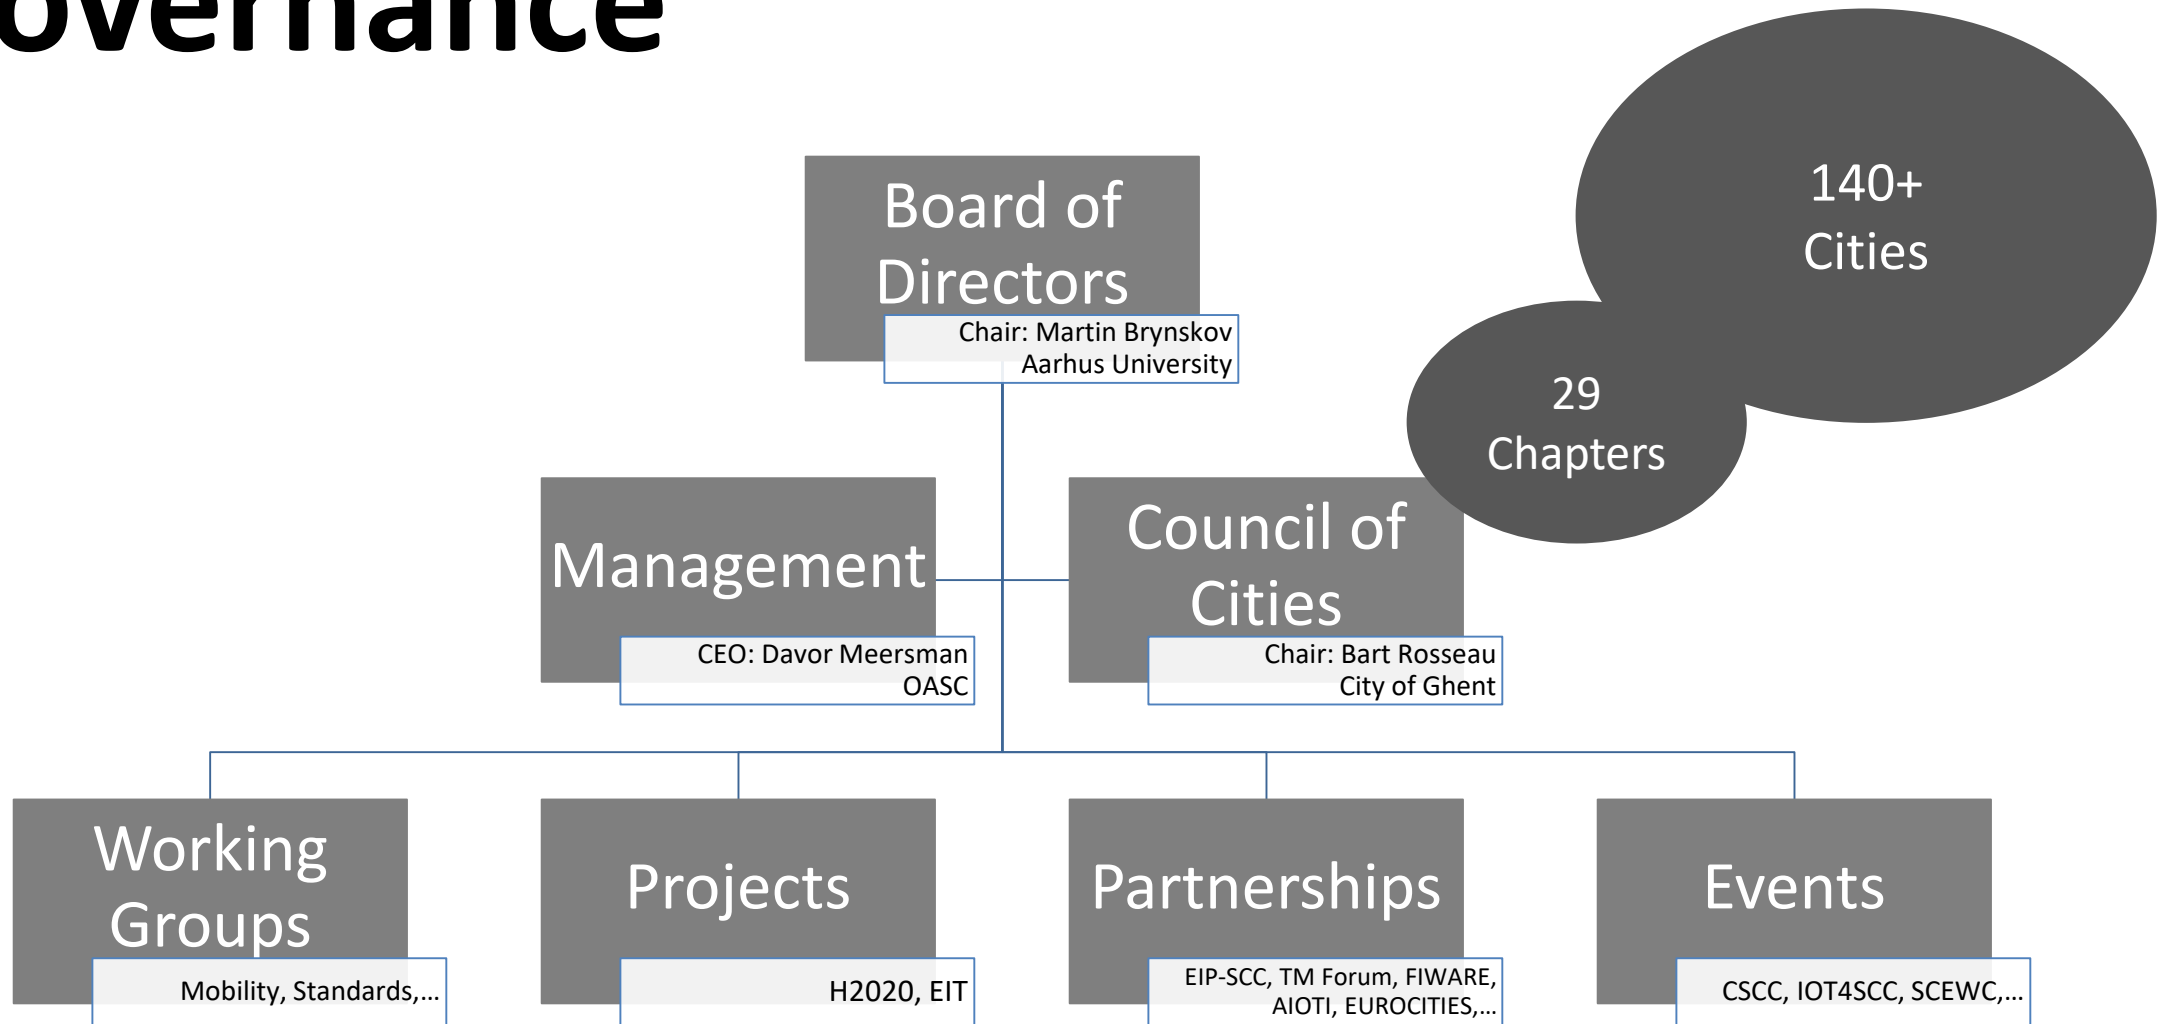 overnance
140+
Cities
Board of
Directors
Chair: Martin Brynskov
Aarhus University
29
Chapters
Management
CEO: Davor Meersman
OASC
Council of
Cities
Chair: Bart Rosseau
City of Ghent
Working
Groups
Mobility, Standards,...
Projects
H2020, EIT
Partnerships
EIP-SCC, TM Forum, FIWARE,
AIOTI, EUROCITIES,...
Events
CSCC, IOT4SCC, SCEWC,...